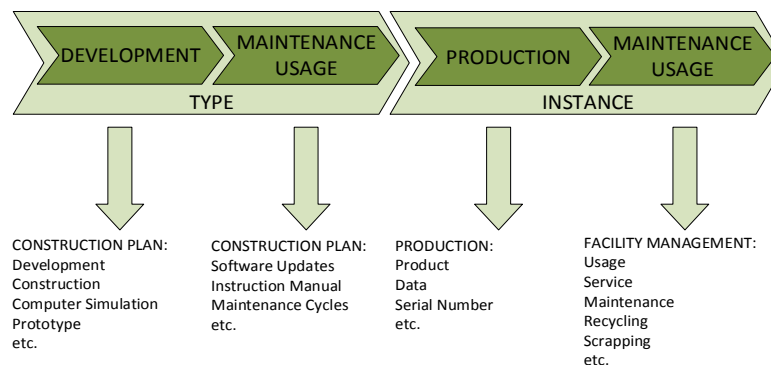 DEVELOPMENT
MAINTENANCE
USAGE
PRODUCTION
MAINTENANCE
USAGE
TYPE
INSTANCE
CONSTRUCTION PLAN:
Development
Construction
Computer Simulation
Prototype
etc.
CONSTRUCTION PLAN:
Software Updates
Instruction Manual
Maintenance Cycles
etc.
PRODUCTION:
Product
Data
Serial Number
etc.
FACILITY MANAGEMENT:
Usage
Service
Maintenance
Recycling
Scrapping
etc.